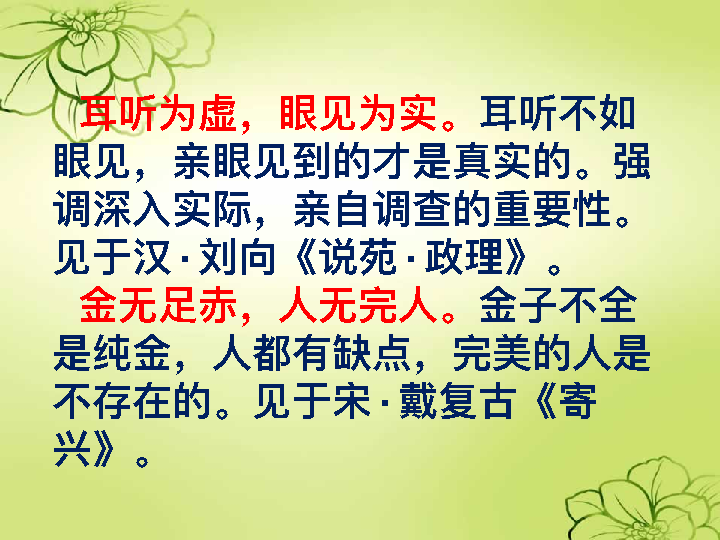 耳听为虚，眼见为实。耳听不如
眼见，亲眼见到的才是真实的。强
调深入实际，亲自调查的重要性。
见于汉·刘向《说苑·政理》。
金无足赤，人无完人。金子不全
是纯金，人都有缺点，完美的人是
不存在的。见于宋·戴复古《寄
兴》。